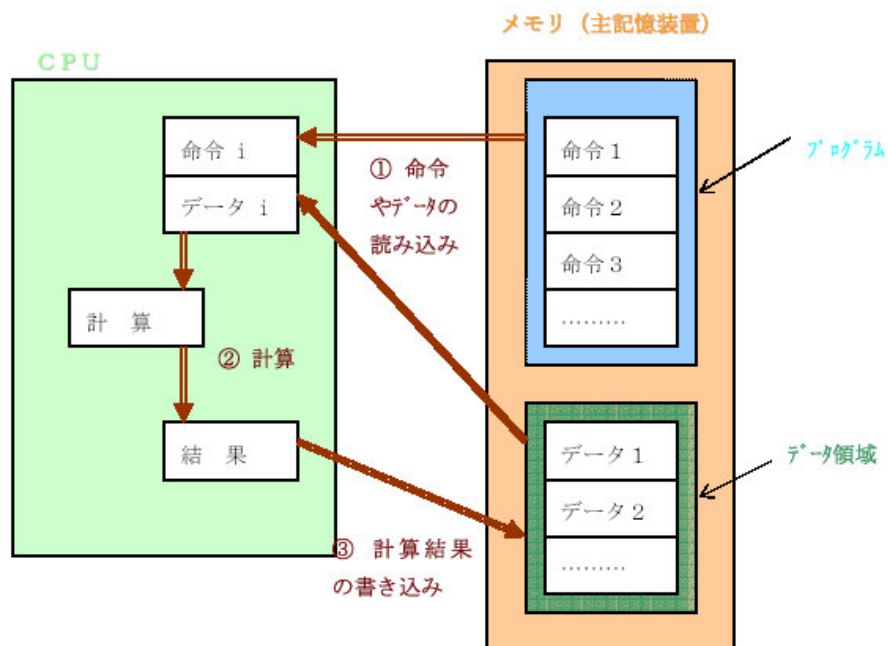 メモリ（主記憶装置）
ＣＰＵ
命令 i
データ i
① 命令
やﾃﾞｰﾀの
読み込み
計　算
② 計算
結　果
③ 計算結果
の書き込み
命令１
命令２
命令３
………
ﾌﾟﾛｸﾞﾗﾑ
データ１
データ２
………
ﾃﾞｰﾀ領域